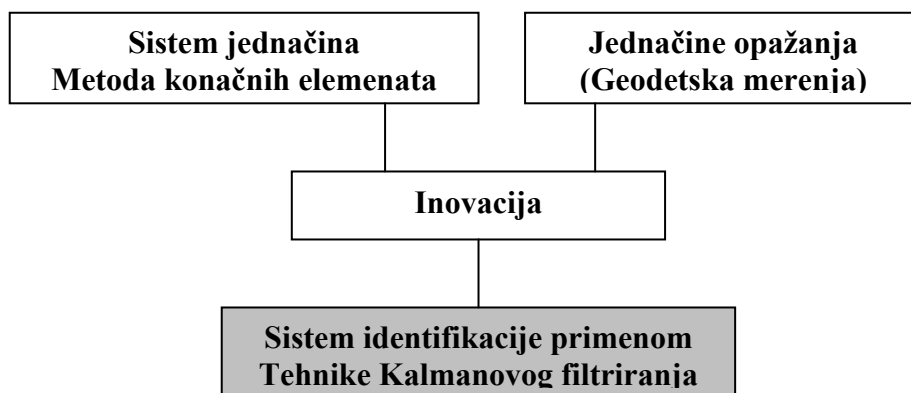 Sistem jednačina
Metoda konačnih elemenata
Jednačine opažanja
(Geodetska merenja)
Inovacija
Sistem identifikacije primenom
Tehnike Kalmanovog filtriranja